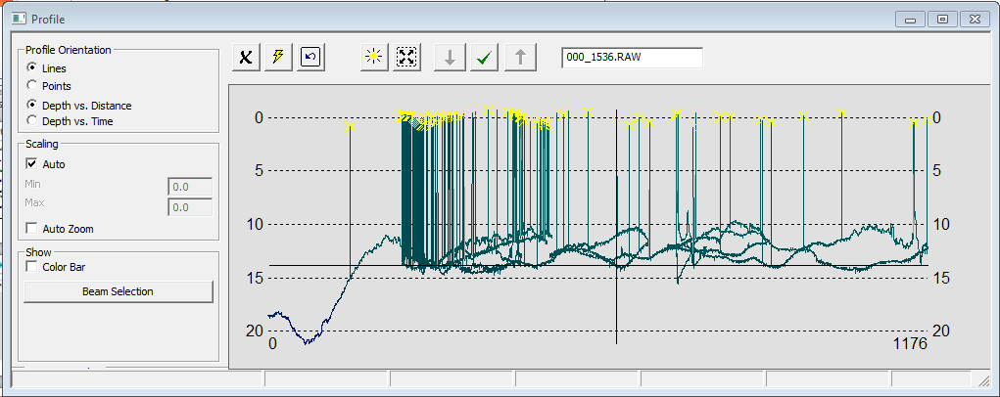 Profile
Profile Orientation
Lines
Points
Depth vs. Distance
Depth vs. Time
Scaling
Auto
Min 0.0
Max 0.0
Auto Zoom
Show
Color Bar
Beam Selection
000_1536.RAW
0 0
5 5
10 10
15 15
20 20
0 1176